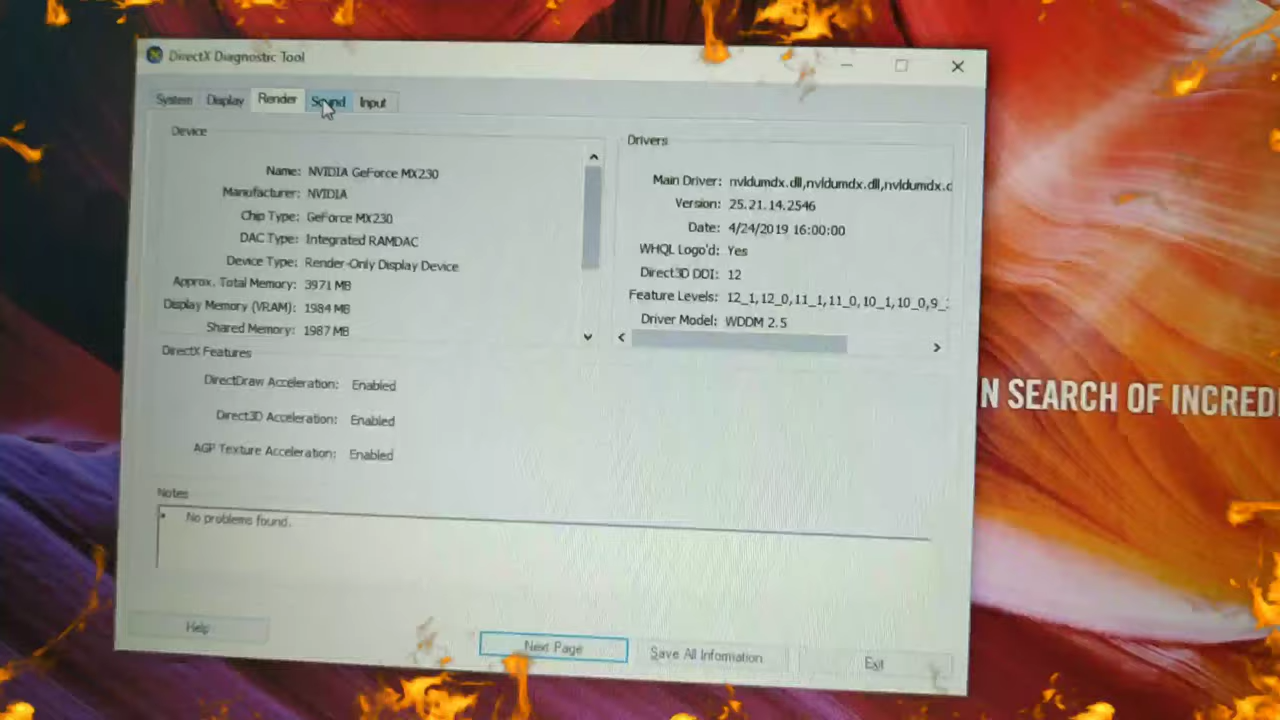 DirectX Diagnostic Tool
System Display Render Sound Input
Device
Name: NVIDIA GeForce MX230
Manufacturer: NVIDIA
Chip Type: GeForce MX230
DAC Type: Integrated RAMDAC
Device Type: Render-Only Display Device
Approx. Total Memory: 3971 MB
Display Memory (VRAM): 1984 MB
Shared Memory: 1987 MB
Drivers
Main Driver: nvldumdx.dll,nvldumdx.dll,nvldumdx.d
Version: 25.21.14.2546
Date: 4/24/2019 16:00:00
WHQL Logo'd: Yes
Direct3D DDI: 12
Feature Levels: 12_1,12_0,11_1,11_0,10_1,10_0,9_
Driver Model: WDDM 2.5
DirectX Features
DirectDraw Acceleration: Enabled
Direct3D Acceleration: Enabled
AGP Texture Acceleration: Enabled
N SEARCH OF INCREDI
Notes
No problems found.
Help
Next Page
Save All Information
Exit